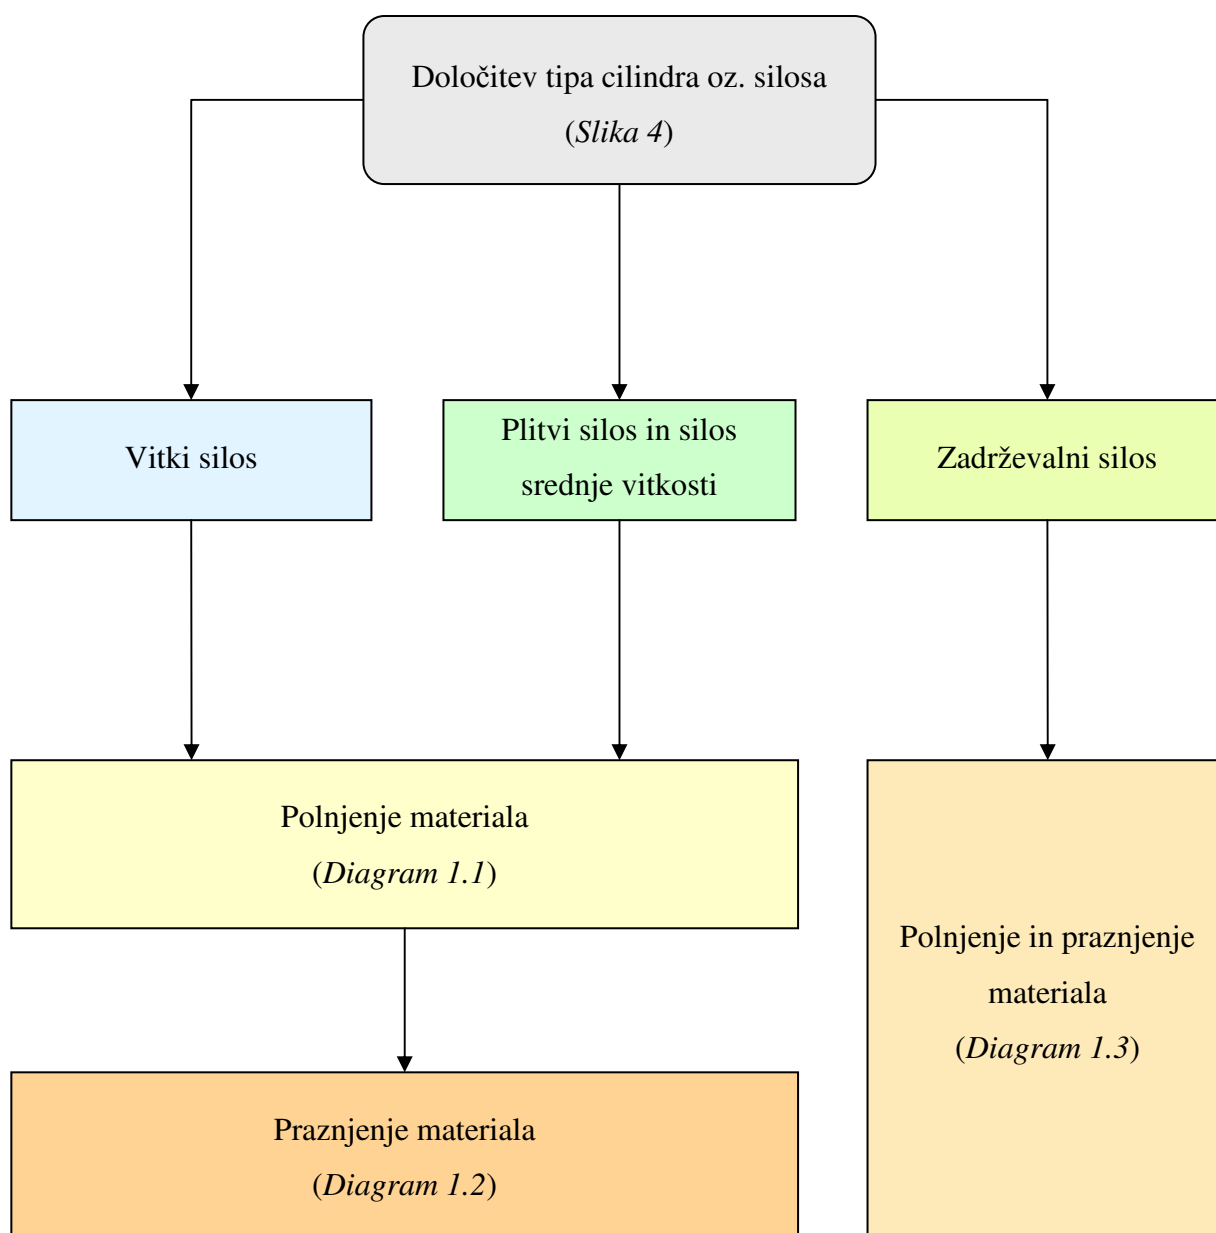 Določitev tipa cilindra oz. silosa
(Slika 4)
Vitki silos
Plitvi silos in silos
srednje vitkosti
Zadrževalni silos
Polnjenje materiala
(Diagram 1.1)
Polnjenje in praznjenje
materiala
(Diagram 1.3)
Praznjenje materiala
(Diagram 1.2)